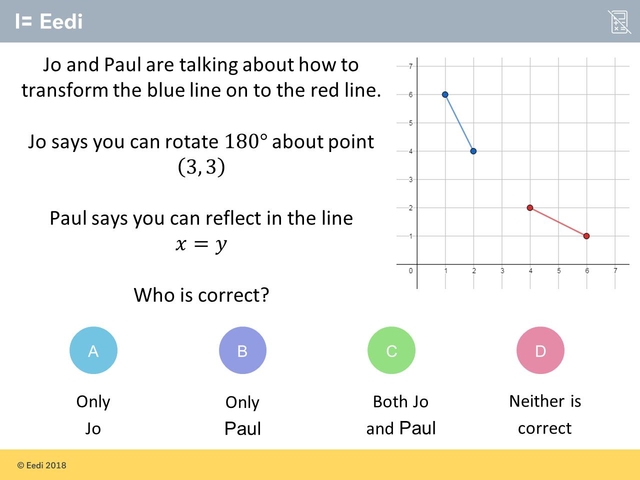 I= Eedi
Jo and Paul are talking about how to
transform the blue line on to the red line.
Jo says you can rotate 180° about point
(3, 3)
Paul says you can reflect in the line
x = y
Who is correct?
7
6
5
4
3
2
1
0 1 2 3 4 5 6 7
A B C D
Only Only Both Jo Neither is
Jo Paul and Paul correct
© Eedi 2018